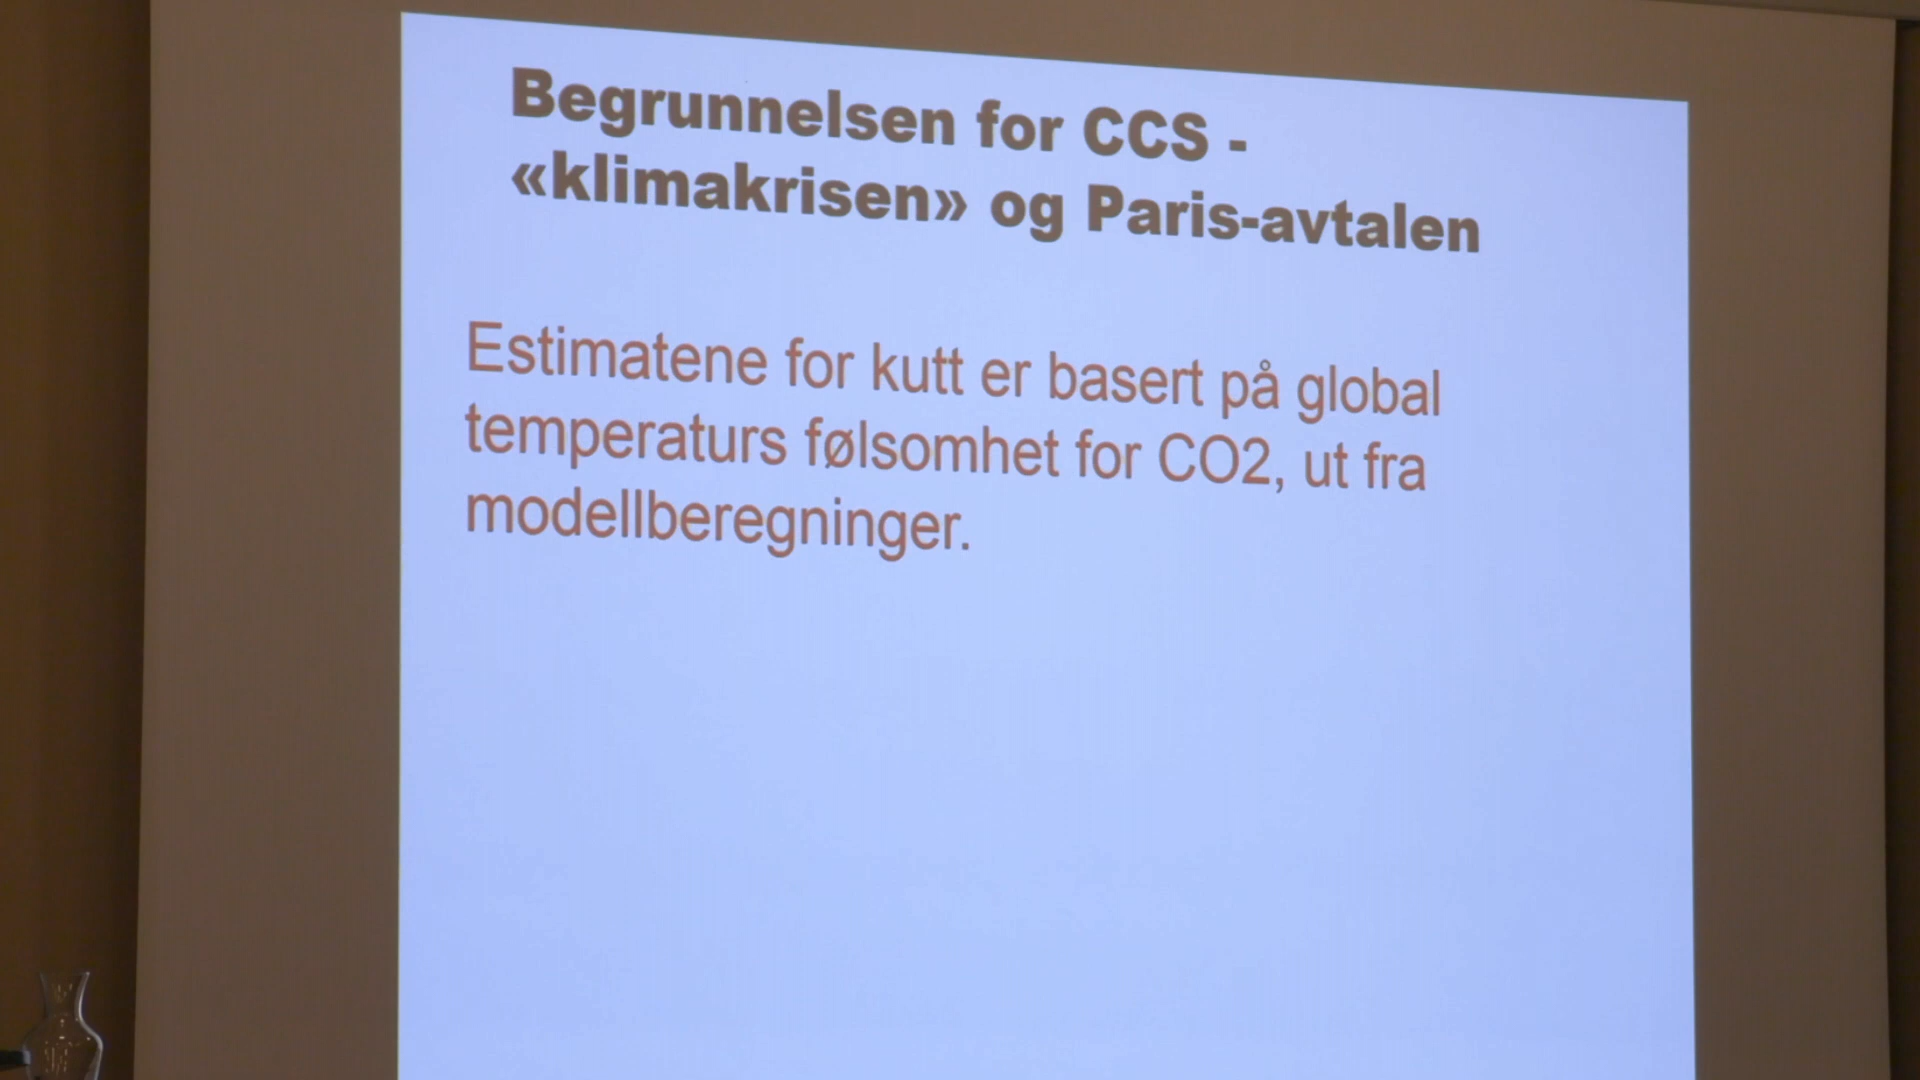 Begrunnelsen for CCS -
«klimakrisen» og Paris-avtalen
Estimatene for kutt er basert på global
temperaturs følsomhet for CO2, ut fra
modellberegninger.